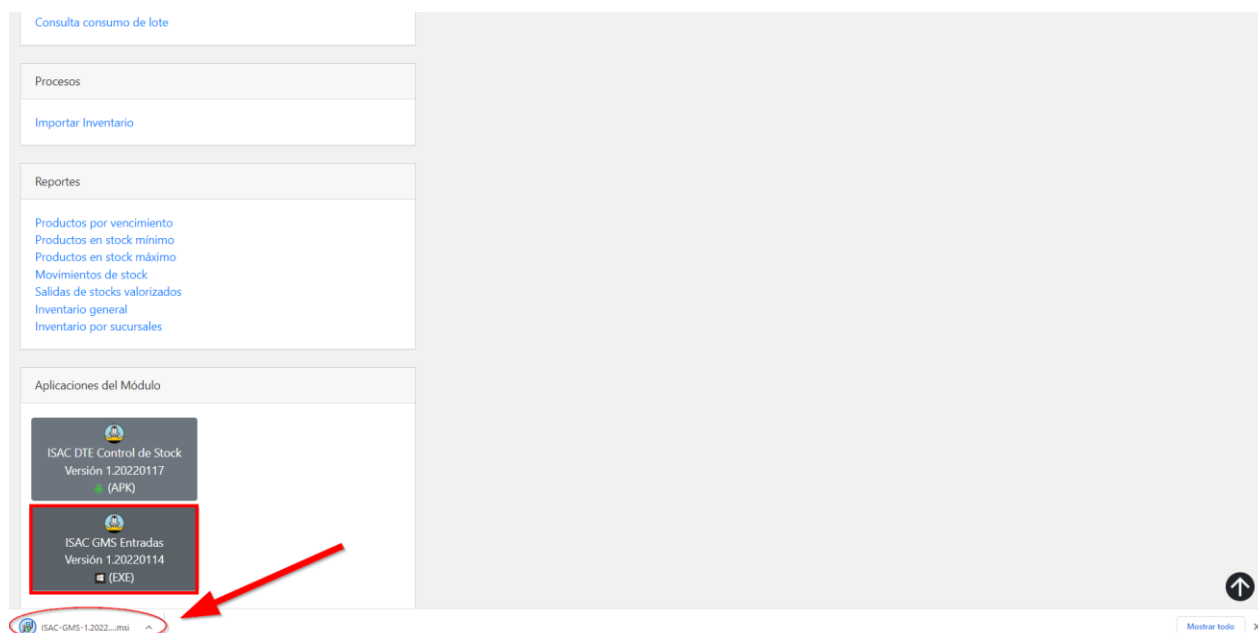 Consulta consumo de lote
Procesos
Importar Inventario
Reportes
Productos por vencimiento
Productos en stock mínimo
Productos en stock máximo
Movimientos de stock
Salidas de stocks valorizados
Inventario general
Inventario por sucursales
Aplicaciones del Módulo
ISAC DTE Control de Stock
Versión 1.20220117
(APK)
ISAC GMS Entradas
Versión 1.20220114
(EXE)
ISAC-GMS-1.2022....msi
Mostrar todo